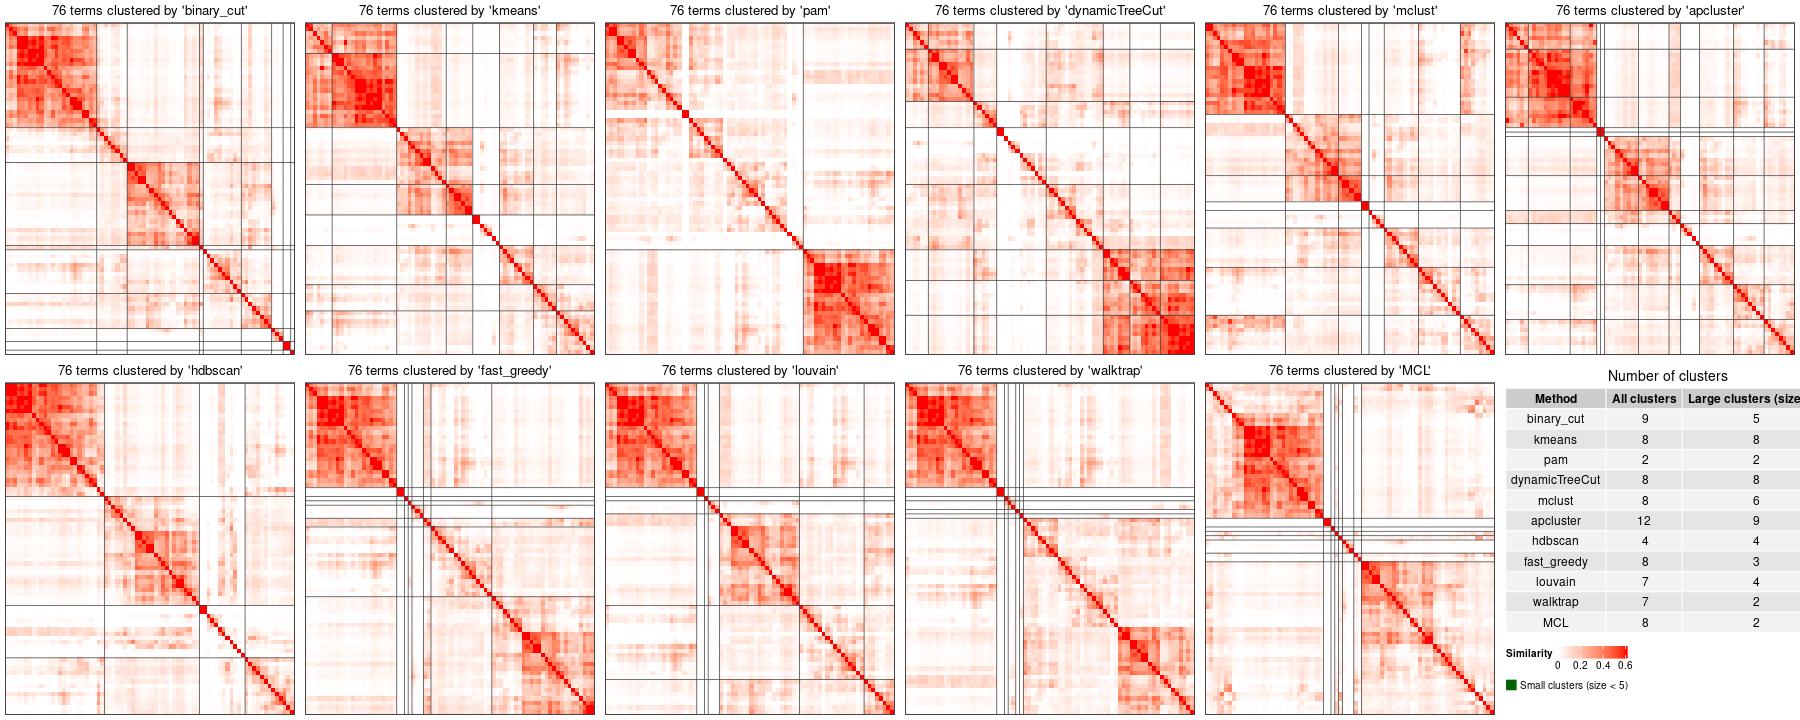 76 terms clustered by 'binary_cut'
76 terms clustered by 'kmeans'
76 terms clustered by 'pam'
76 terms clustered by 'dynamicTreeCut'
76 terms clustered by 'mclust'
76 terms clustered by 'apcluster'
76 terms clustered by 'hdbscan'
76 terms clustered by 'fast_greedy'
76 terms clustered by 'louvain'
76 terms clustered by 'walktrap'
76 terms clustered by 'MCL'
Number of clusters
Method All clusters Large clusters (size
binary_cut 9 5
kmeans 8 8
pam 2 2
dynamicTreeCut 8 8
mclust 8 6
apcluster 12 9
hdbscan 4 4
fast_greedy 8 3
louvain 7 4
walktrap 7 2
MCL 8 2
Similarity
0 0.2 0.4 0.6
Small clusters (size < 5)